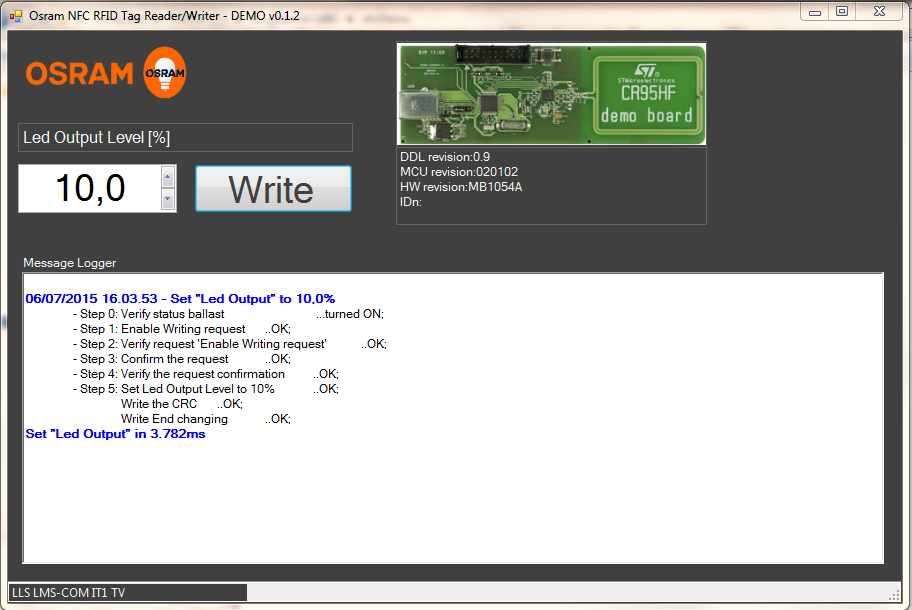 Osram NFC RFID Tag Reader/Writer - DEMO v0.1.2
OSRAM OSRAM
Led Output Level [%]
10,0 Write
STMicroelectronics
CR95HF
demo board
DDL revision:0.9
MCU revision:020102
HW revision:MB1054A
IDn:
Message Logger
06/07/2015 16.03.53 - Set "Led Output" to 10,0%
- Step 0: Verify status ballast ...turned ON;
- Step 1: Enable Writing request ..OK;
- Step 2: Verify request 'Enable Writing request' ..OK;
- Step 3: Confirm the request ..OK;
- Step 4: Verify the request confirmation ..OK;
- Step 5: Set Led Output Level to 10% ..OK;
Write the CRC ..OK;
Write End changing ..OK;
Set "Led Output" in 3.782ms
LLS LMS-COM IT1 TV